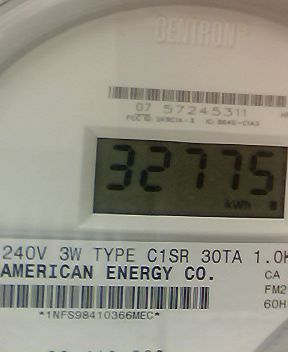 CENTRON®
07 57245311
32775
kWh
240V 3W TYPE C1SR 30TA 1.0K
AMERICAN ENERGY CO.
CA
FM2
60H
*1NFS98410366MEC*